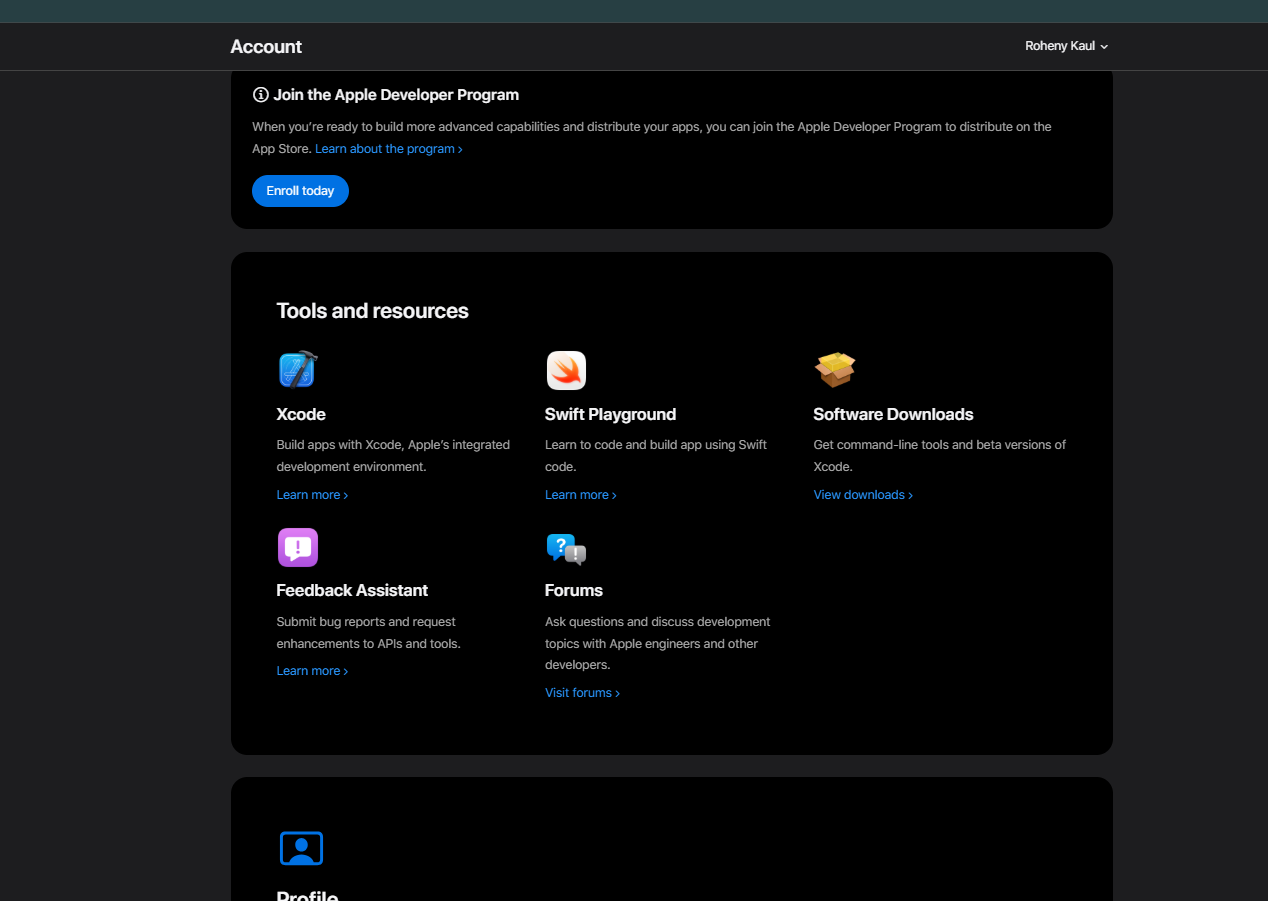 Account
Roheny Kaul
Join the Apple Developer Program
When you're ready to build more advanced capabilities and distribute your apps, you can join the Apple Developer Program to distribute on the
App Store. Learn about the program ›
Enroll today
Tools and resources
Xcode
Build apps with Xcode, Apple's integrated
development environment.
Learn more ›
Swift Playground
Learn to code and build app using Swift
code.
Learn more ›
Software Downloads
Get command-line tools and beta versions of
Xcode.
View downloads ›
Feedback Assistant
Submit bug reports and request
enhancements to APIs and tools.
Learn more ›
Forums
Ask questions and discuss development
topics with Apple engineers and other
developers.
Visit forums ›
Profile